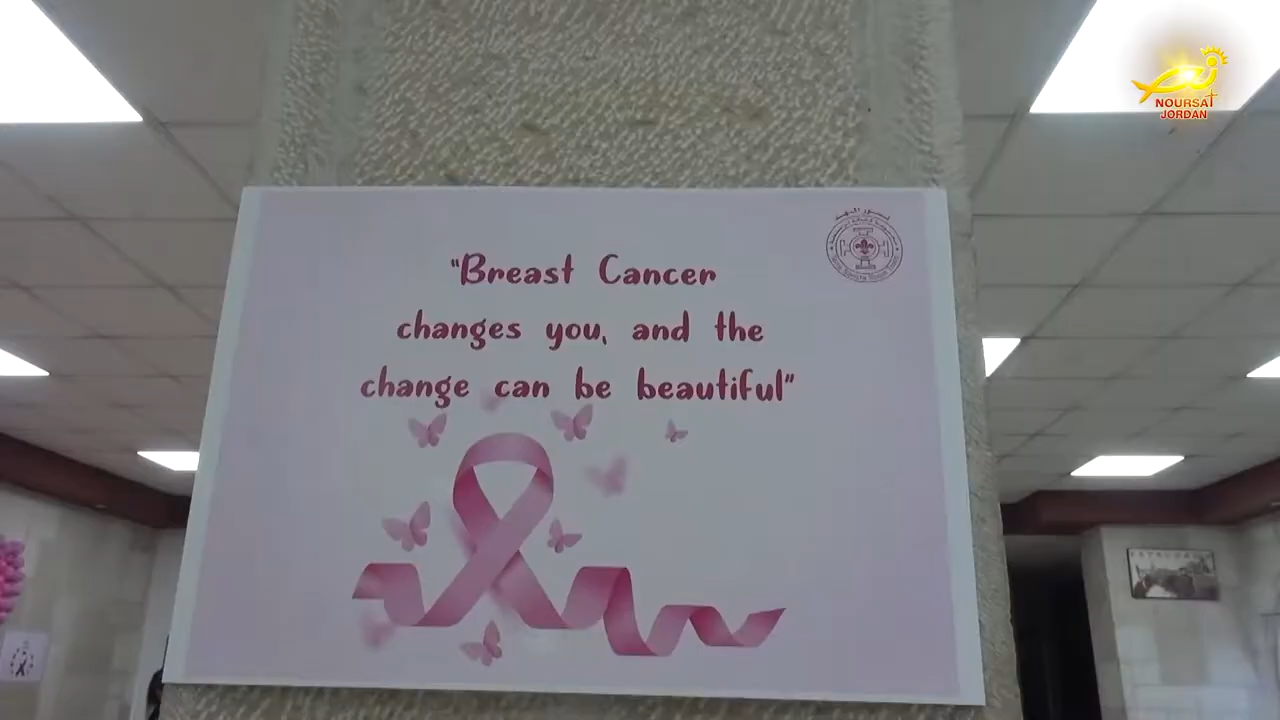 NOURSAT
JORDAN
"Breast Cancer
changes you, and the
change can be beautiful"